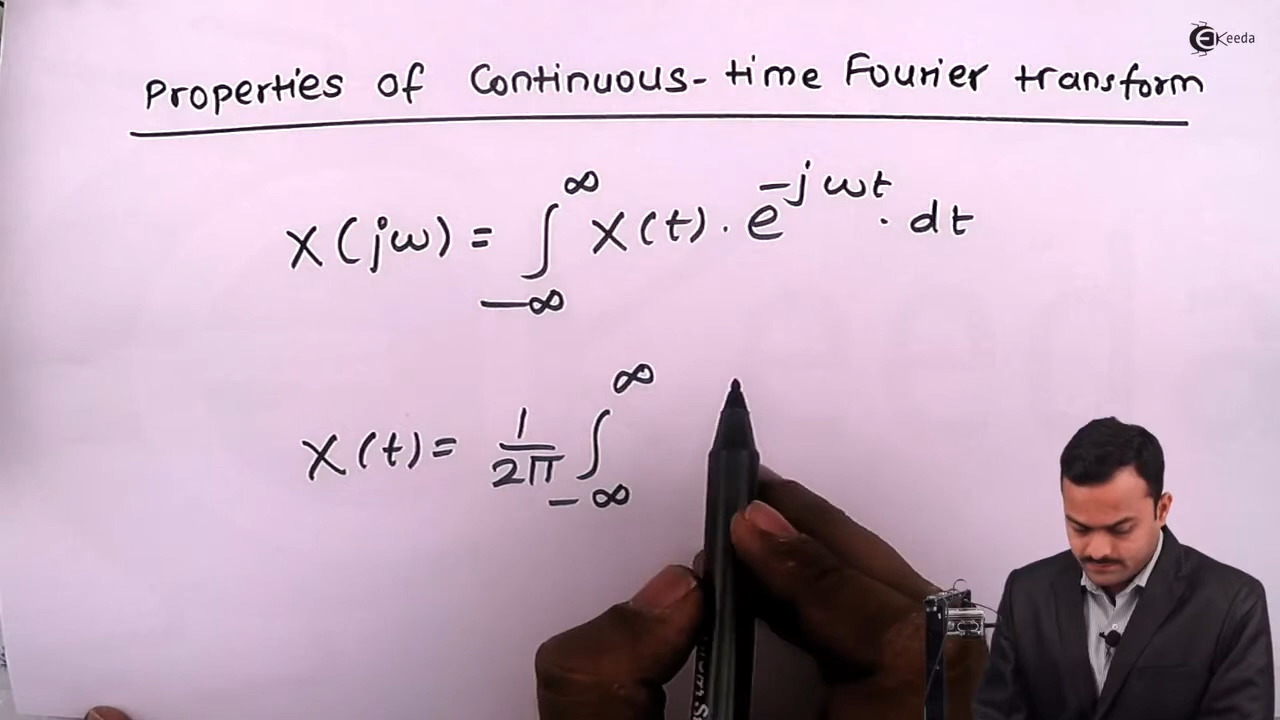 Ekeeda
Properties of Continuous-time Fourier transform
X(jω) = ∫_{-∞}^{∞} x(t) . e^{-jωt} . dt
x(t) = 1/2π ∫_{-∞}^{∞}